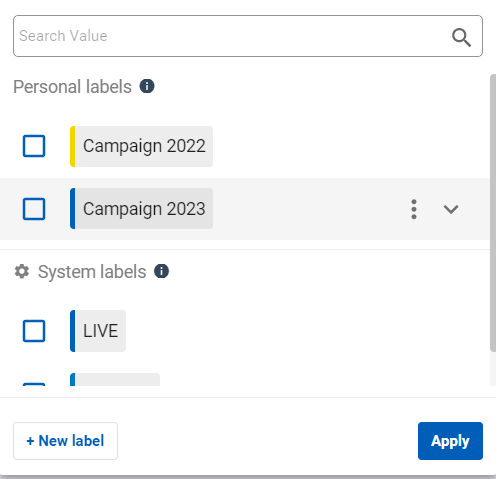 Search Value
Personal labels
Campaign 2022
Campaign 2023
System labels
LIVE
+ New label
Apply